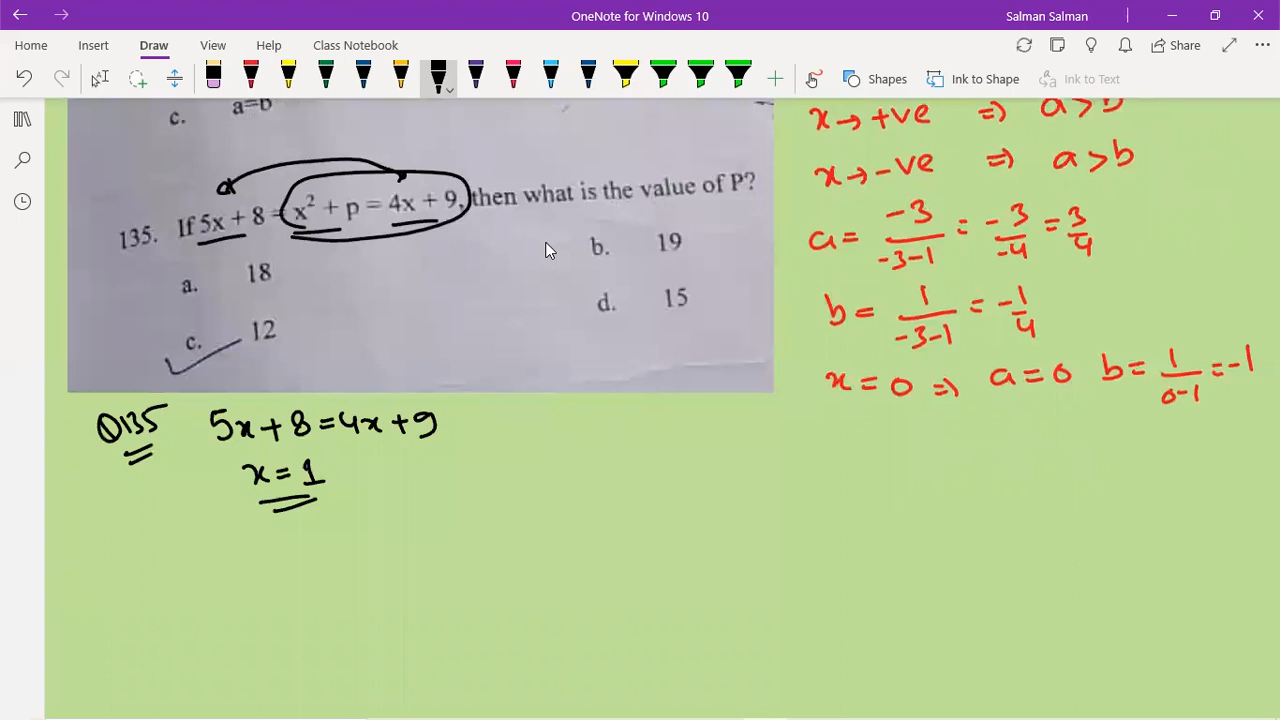 OneNote for Windows 10
Salman Salman
Home Insert Draw View Help Class Notebook
Share
Shapes Ink to Shape Ink to Text
c. a=b
135. If 5x + 8 = x² + p = 4x + 9, then what is the value of P?
a. 18
b. 19
c. 12
d. 15
Q135 5x + 8 = 4x + 9
x = 1
x → +ve ⇒ a > b
x → -ve ⇒ a > b
a = -3/-3-1 = -3/-4 = 3/4
b = 1/-3-1 = -1/4
x = 0 ⇒ a = 0 b = 1/0-1 = -1